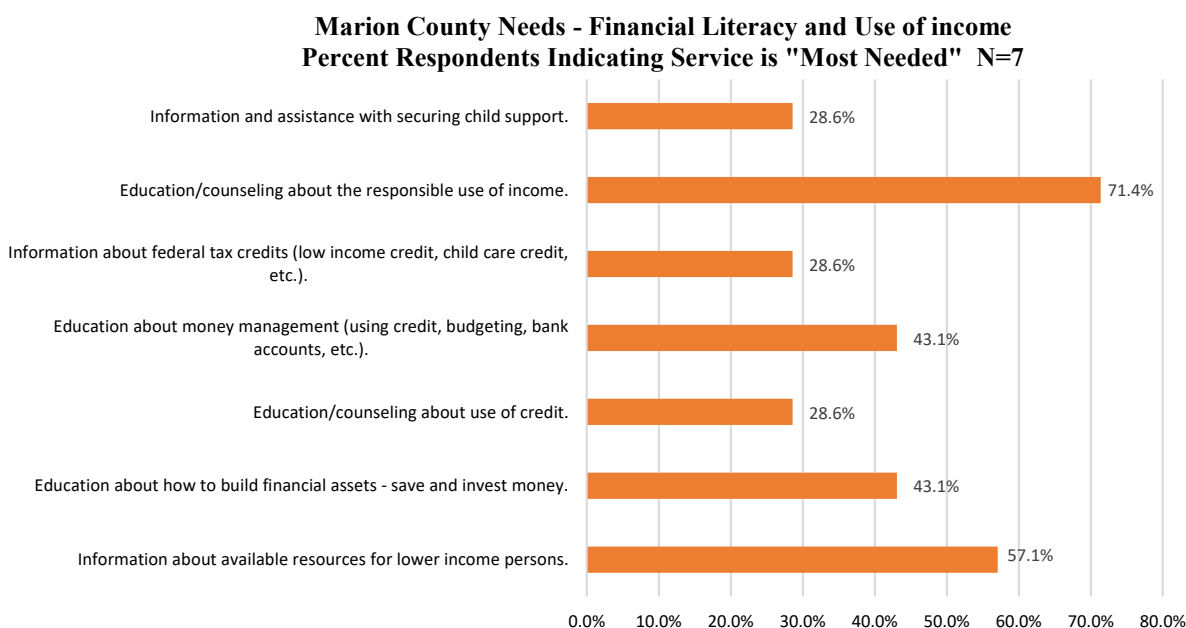 Marion County Needs - Financial Literacy and Use of income
Percent Respondents Indicating Service is "Most Needed"  N=7
Information and assistance with securing child support.
28.6%
Education/counseling about the responsible use of income.
71.4%
Information about federal tax credits (low income credit, child care credit,
etc.).
28.6%
Education about money management (using credit, budgeting, bank
accounts, etc.).
43.1%
Education/counseling about use of credit.
28.6%
Education about how to build financial assets - save and invest money.
43.1%
Information about available resources for lower income persons.
57.1%
0.0% 10.0% 20.0% 30.0% 40.0% 50.0% 60.0% 70.0% 80.0%